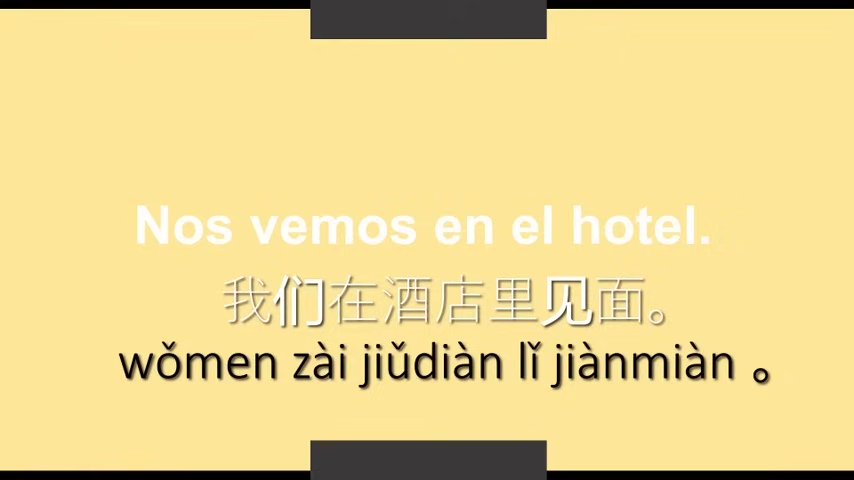 Nos vemos en el hotel.
我们在酒店里见面。
wǒmen zài jiǔdiàn lǐ jiànmiàn 。